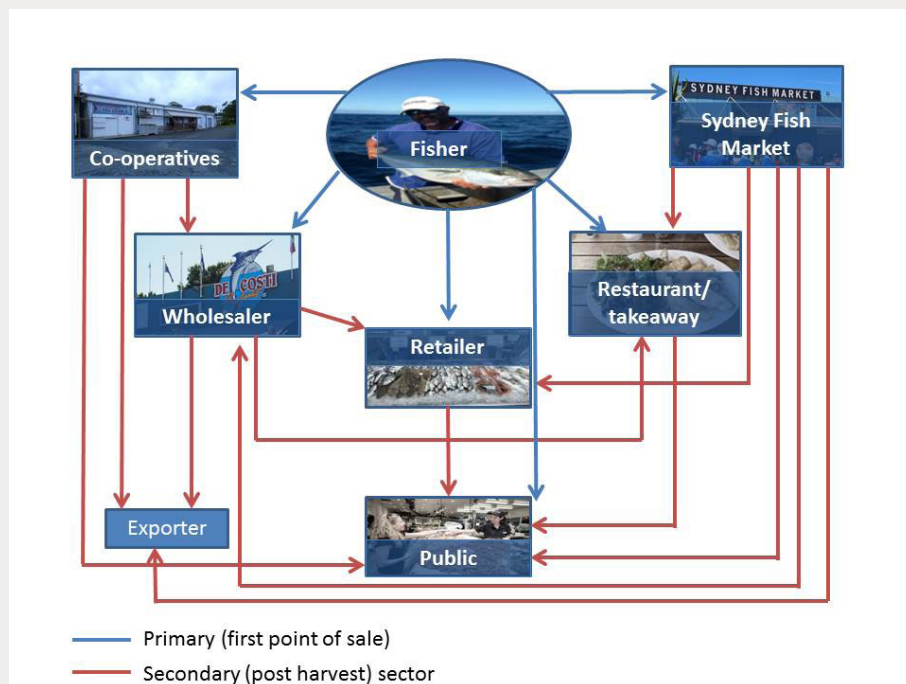 SYDNEY FISH MARKET
Fisher
Sydney Fish
Market
Co-operatives
DE COSTI
Wholesaler
Restaurant/
takeaway
Retailer
Exporter
Public
Primary (first point of sale)
Secondary (post harvest) sector